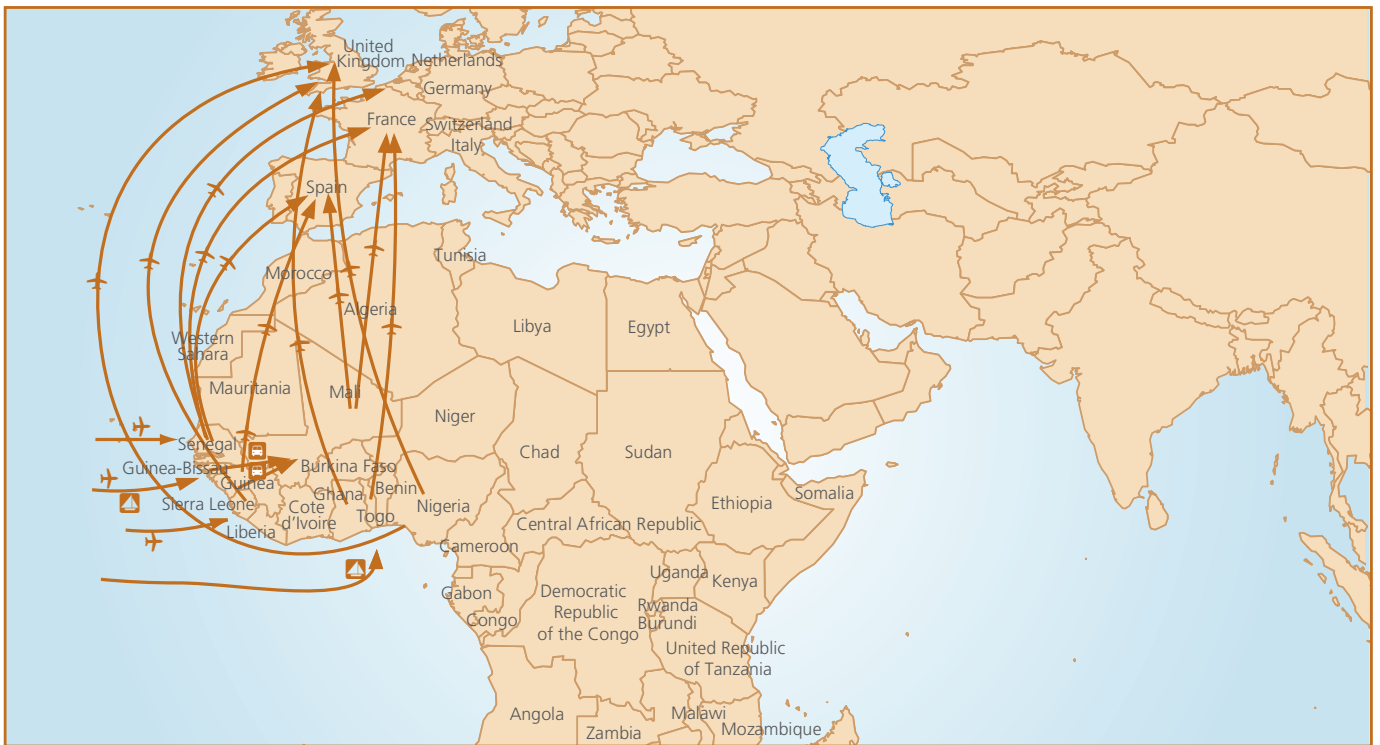 United
Kingdom
Netherlands
Germany
France
Switzerland
Italy
Spain
Tunisia
Morocco
Algeria
Libya
Egypt
Western
Sahara
Mauritania
Mali
Niger
Chad
Sudan
Senegal
Guinea-Bissau
Guinea
Burkina Faso
Sierra Leone
Liberia
Cote
d'Ivoire
Ghana
Togo
Benin
Nigeria
Ethiopia
Somalia
Central African Republic
Cameroon
Gabon
Congo
Democratic
Republic
of the Congo
Uganda
Kenya
Rwanda
Burundi
United Republic
of Tanzania
Angola
Zambia
Malawi
Mozambique